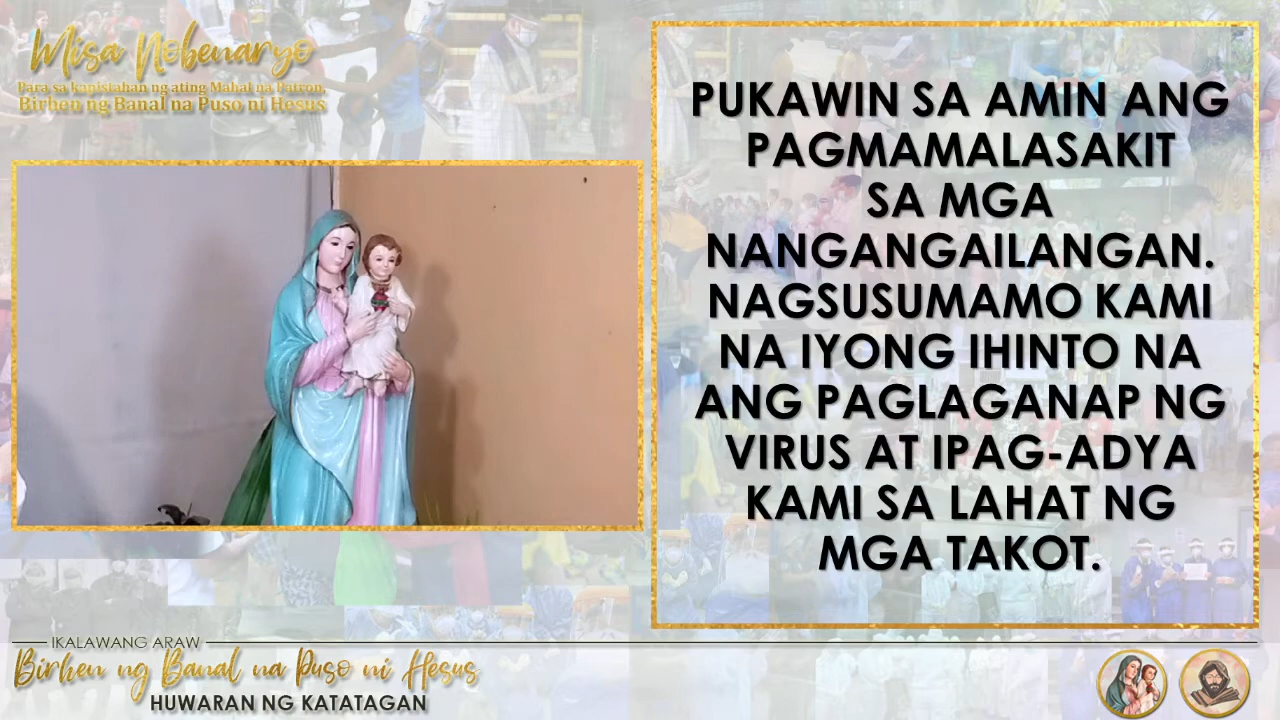 Misa Nobenaryo
Para sa kapistahan ng ating Mahal na Patron,
Birhen ng Banal na Puso ni Hesus
PUKAWIN SA AMIN ANG
PAGMAMALASAKIT
SA MGA
NANGANGAILANGAN.
NAGSUSUMAMO KAMI
NA IYONG IHINTO NA
ANG PAGLAGANAP NG
VIRUS AT IPAG-ADYA
KAMI SA LAHAT NG
MGA TAKOT.
IKALAWANG ARAW
Birhen ng Banal na Puso ni Hesus
HUWARAN NG KATATAGAN